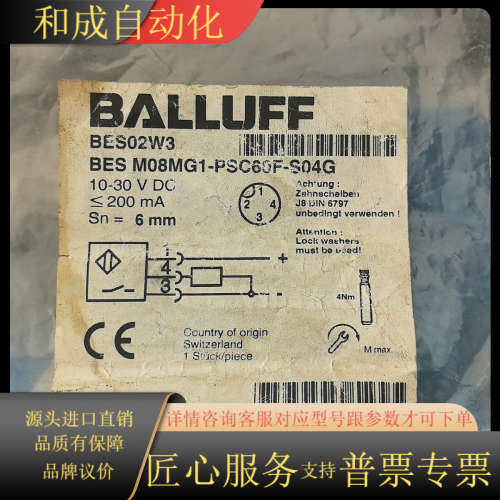 和成自动化
BALLUFF
BES02W3
BES M08MG1-PSC60F-S04G
10-30 V DC
≤ 200 mA
Sn = 6 mm
1
2 4
3
Achtung :
Zahnscheiben
J8 DIN 6797
unbedingt verwenden !
Attention :
Lock washers
must be used!
1
4
3
+
-
4Nm
M max.
CE
Country of origin
Switzerland
1 Stück/piece
源头进口直销
品质有保障
品牌议价
详情咨询客服对应型号跟参数才可下单
匠心服务 支持 普票专票